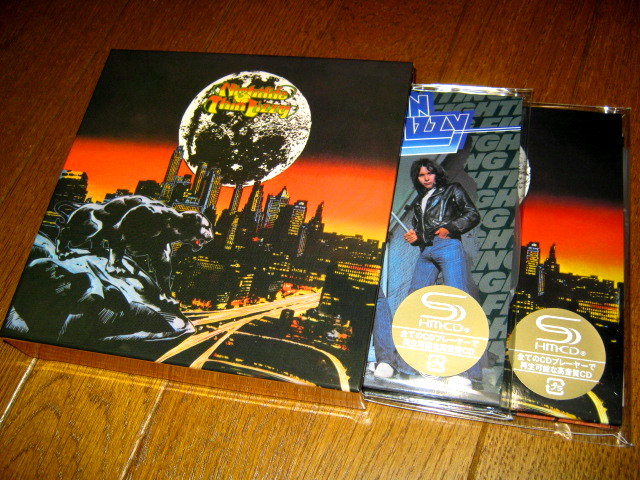 Nightlife
Thin Lizzy
N
IZZY
FIGHTING
SHM-CD
全てのCDプレーヤーで
再生可能な高音質CD
SHM-CD
全てのCDプレーヤーで
再生可能な高音質CD